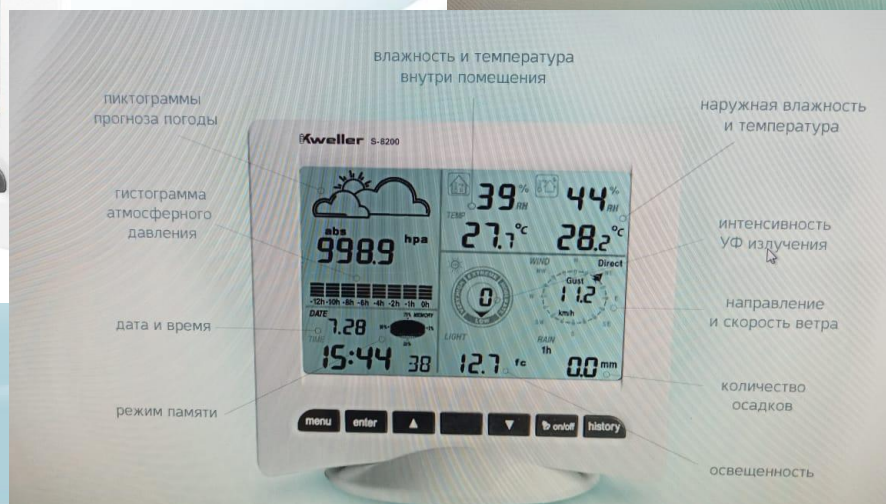 влажность и температура
внутри помещения
пиктограммы
прогноза погоды
наружная влажность
и температура
Kweller S-8200
гистограмма
атмосферного
давления
интенсивность
УФ излучения
направление
и скорость ветра
дата и время
режим памяти
количество
осадков
освещенность
abs
998.9 hpa
-12h -10h -8h -6h -4h -2h -1h 0h
DATE
7.28
TIME
15:44 38
39 % RH
44 % RH
TEMP
27.7 °C
28.2 °C
0
LOW
WIND
Direct
Gust
11.2
km/h
LIGHT
12.7 fc
RAIN
1h
0.0 mm
menu enter ▲ ▼ on/off history